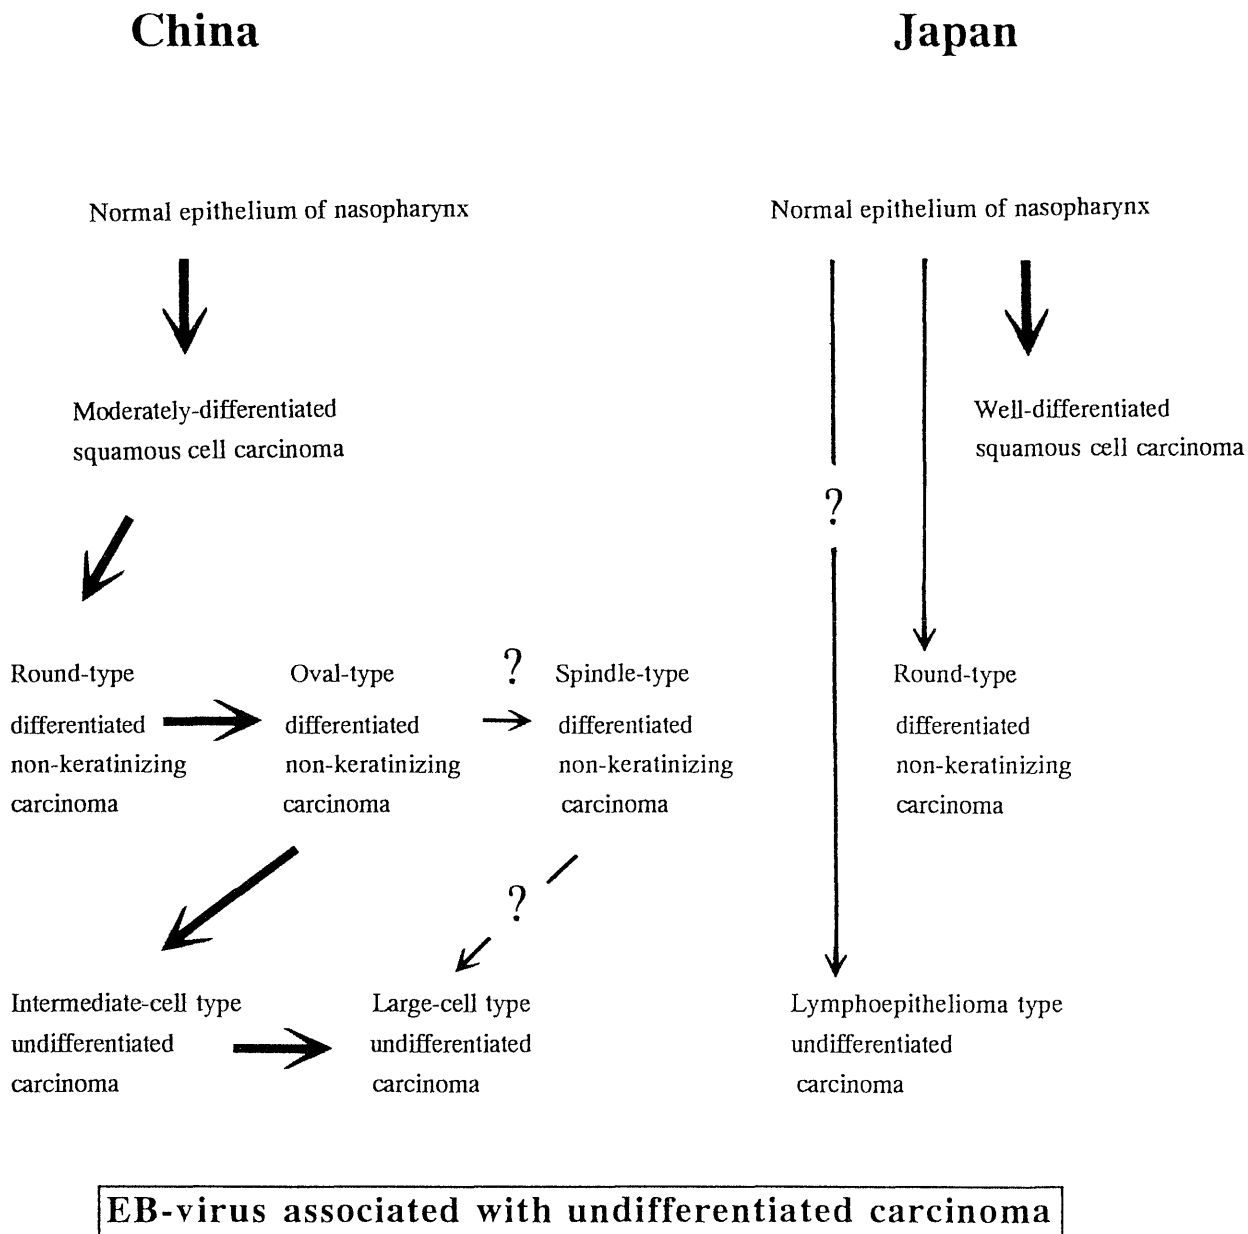 China
Japan
Normal epithelium of nasopharynx
Normal epithelium of nasopharynx
Moderately-differentiated
squamous cell carcinoma
Well-differentiated
squamous cell carcinoma
?
Round-type
differentiated
non-keratinizing
carcinoma
Oval-type
differentiated
non-keratinizing
carcinoma
?
Spindle-type
differentiated
non-keratinizing
carcinoma
Round-type
differentiated
non-keratinizing
carcinoma
?
Intermediate-cell type
undifferentiated
carcinoma
Large-cell type
undifferentiated
carcinoma
Lymphoepithelioma type
undifferentiated
carcinoma
EB-virus associated with undifferentiated carcinoma